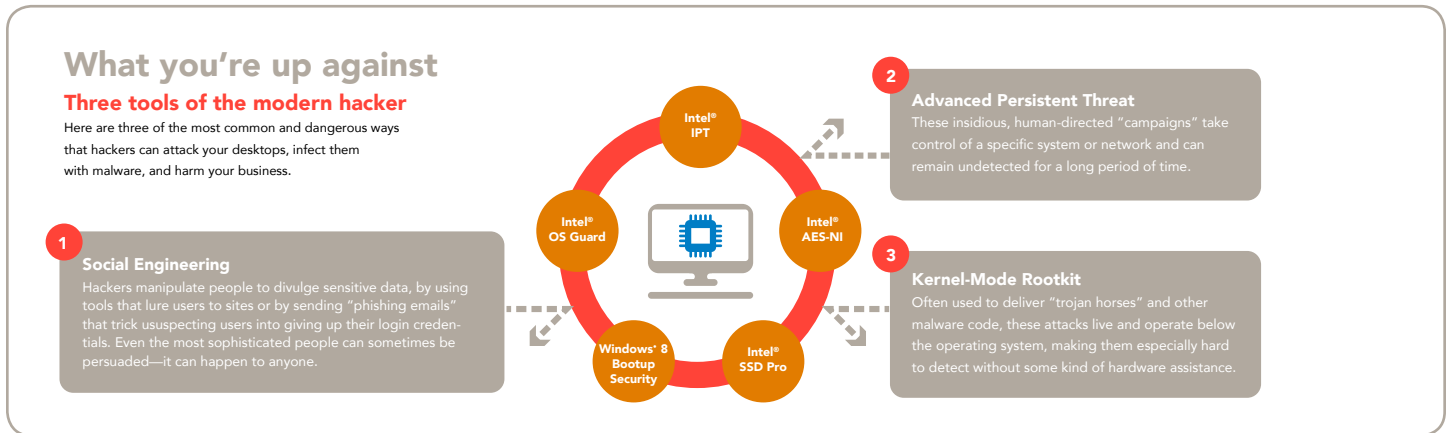 What you’re up against
Three tools of the modern hacker
Here are three of the most common and dangerous ways
that hackers can attack your desktops, infect them
with malware, and harm your business.
1
Social Engineering
Hackers manipulate people to divulge sensitive data, by using
tools that lure users to sites or by sending “phishing emails”
that trick ususpecting users into giving up their login creden-
tials. Even the most sophisticated people can sometimes be
persuaded—it can happen to anyone.
Intel®
IPT
Intel®
OS Guard
Intel®
AES-NI
Windows* 8
Bootup
Security
Intel®
SSD Pro
2
Advanced Persistent Threat
These insidious, human-directed “campaigns” take
control of a specific system or network and can
remain undetected for a long period of time.
3
Kernel-Mode Rootkit
Often used to deliver “trojan horses” and other
malware code, these attacks live and operate below
the operating system, making them especially hard
to detect without some kind of hardware assistance.